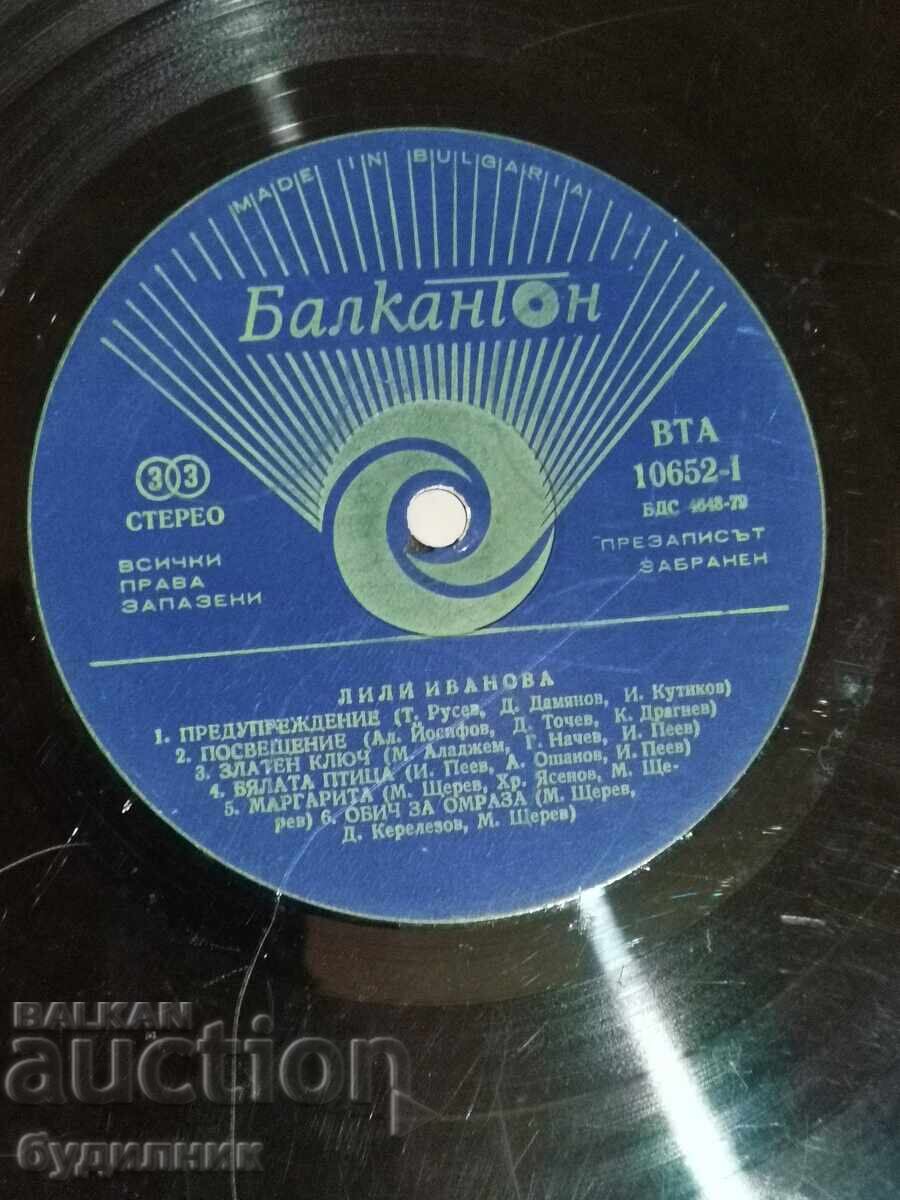 MADE IN BULGARIA
Балкантон
33
СТЕРЕО
ВСИЧКИ
ПРАВА
ЗАПАЗЕНИ
ВТА
10652-I
БДС 4648-79
ПРЕЗАПИСЪТ
ЗАБРАНЕН
ЛИЛИ ИВАНОВА
1. ПРЕДУПРЕЖДЕНИЕ (Т. Русев, Д. Дамянов, И. Кутиков)
2. ПОСВЕЩЕНИЕ (Ал. Йосифов, Д. Точев, К. Драгнев)
3. ЗЛАТЕН КЛЮЧ (М. Аладжем, Г. Начев, И. Пеев)
4. БЯЛАТА ПТИЦА (И. Пеев, А. Ошанов, И. Пеев)
5. МАРГАРИТА (М. Щерев, Хр. Ясенов, М. Ще-
рев) 6. ОБИЧ ЗА ОМРАЗА (М. Щерев,
Д. Керелезов, М. Щерев)
BALKAN
auction
будилник